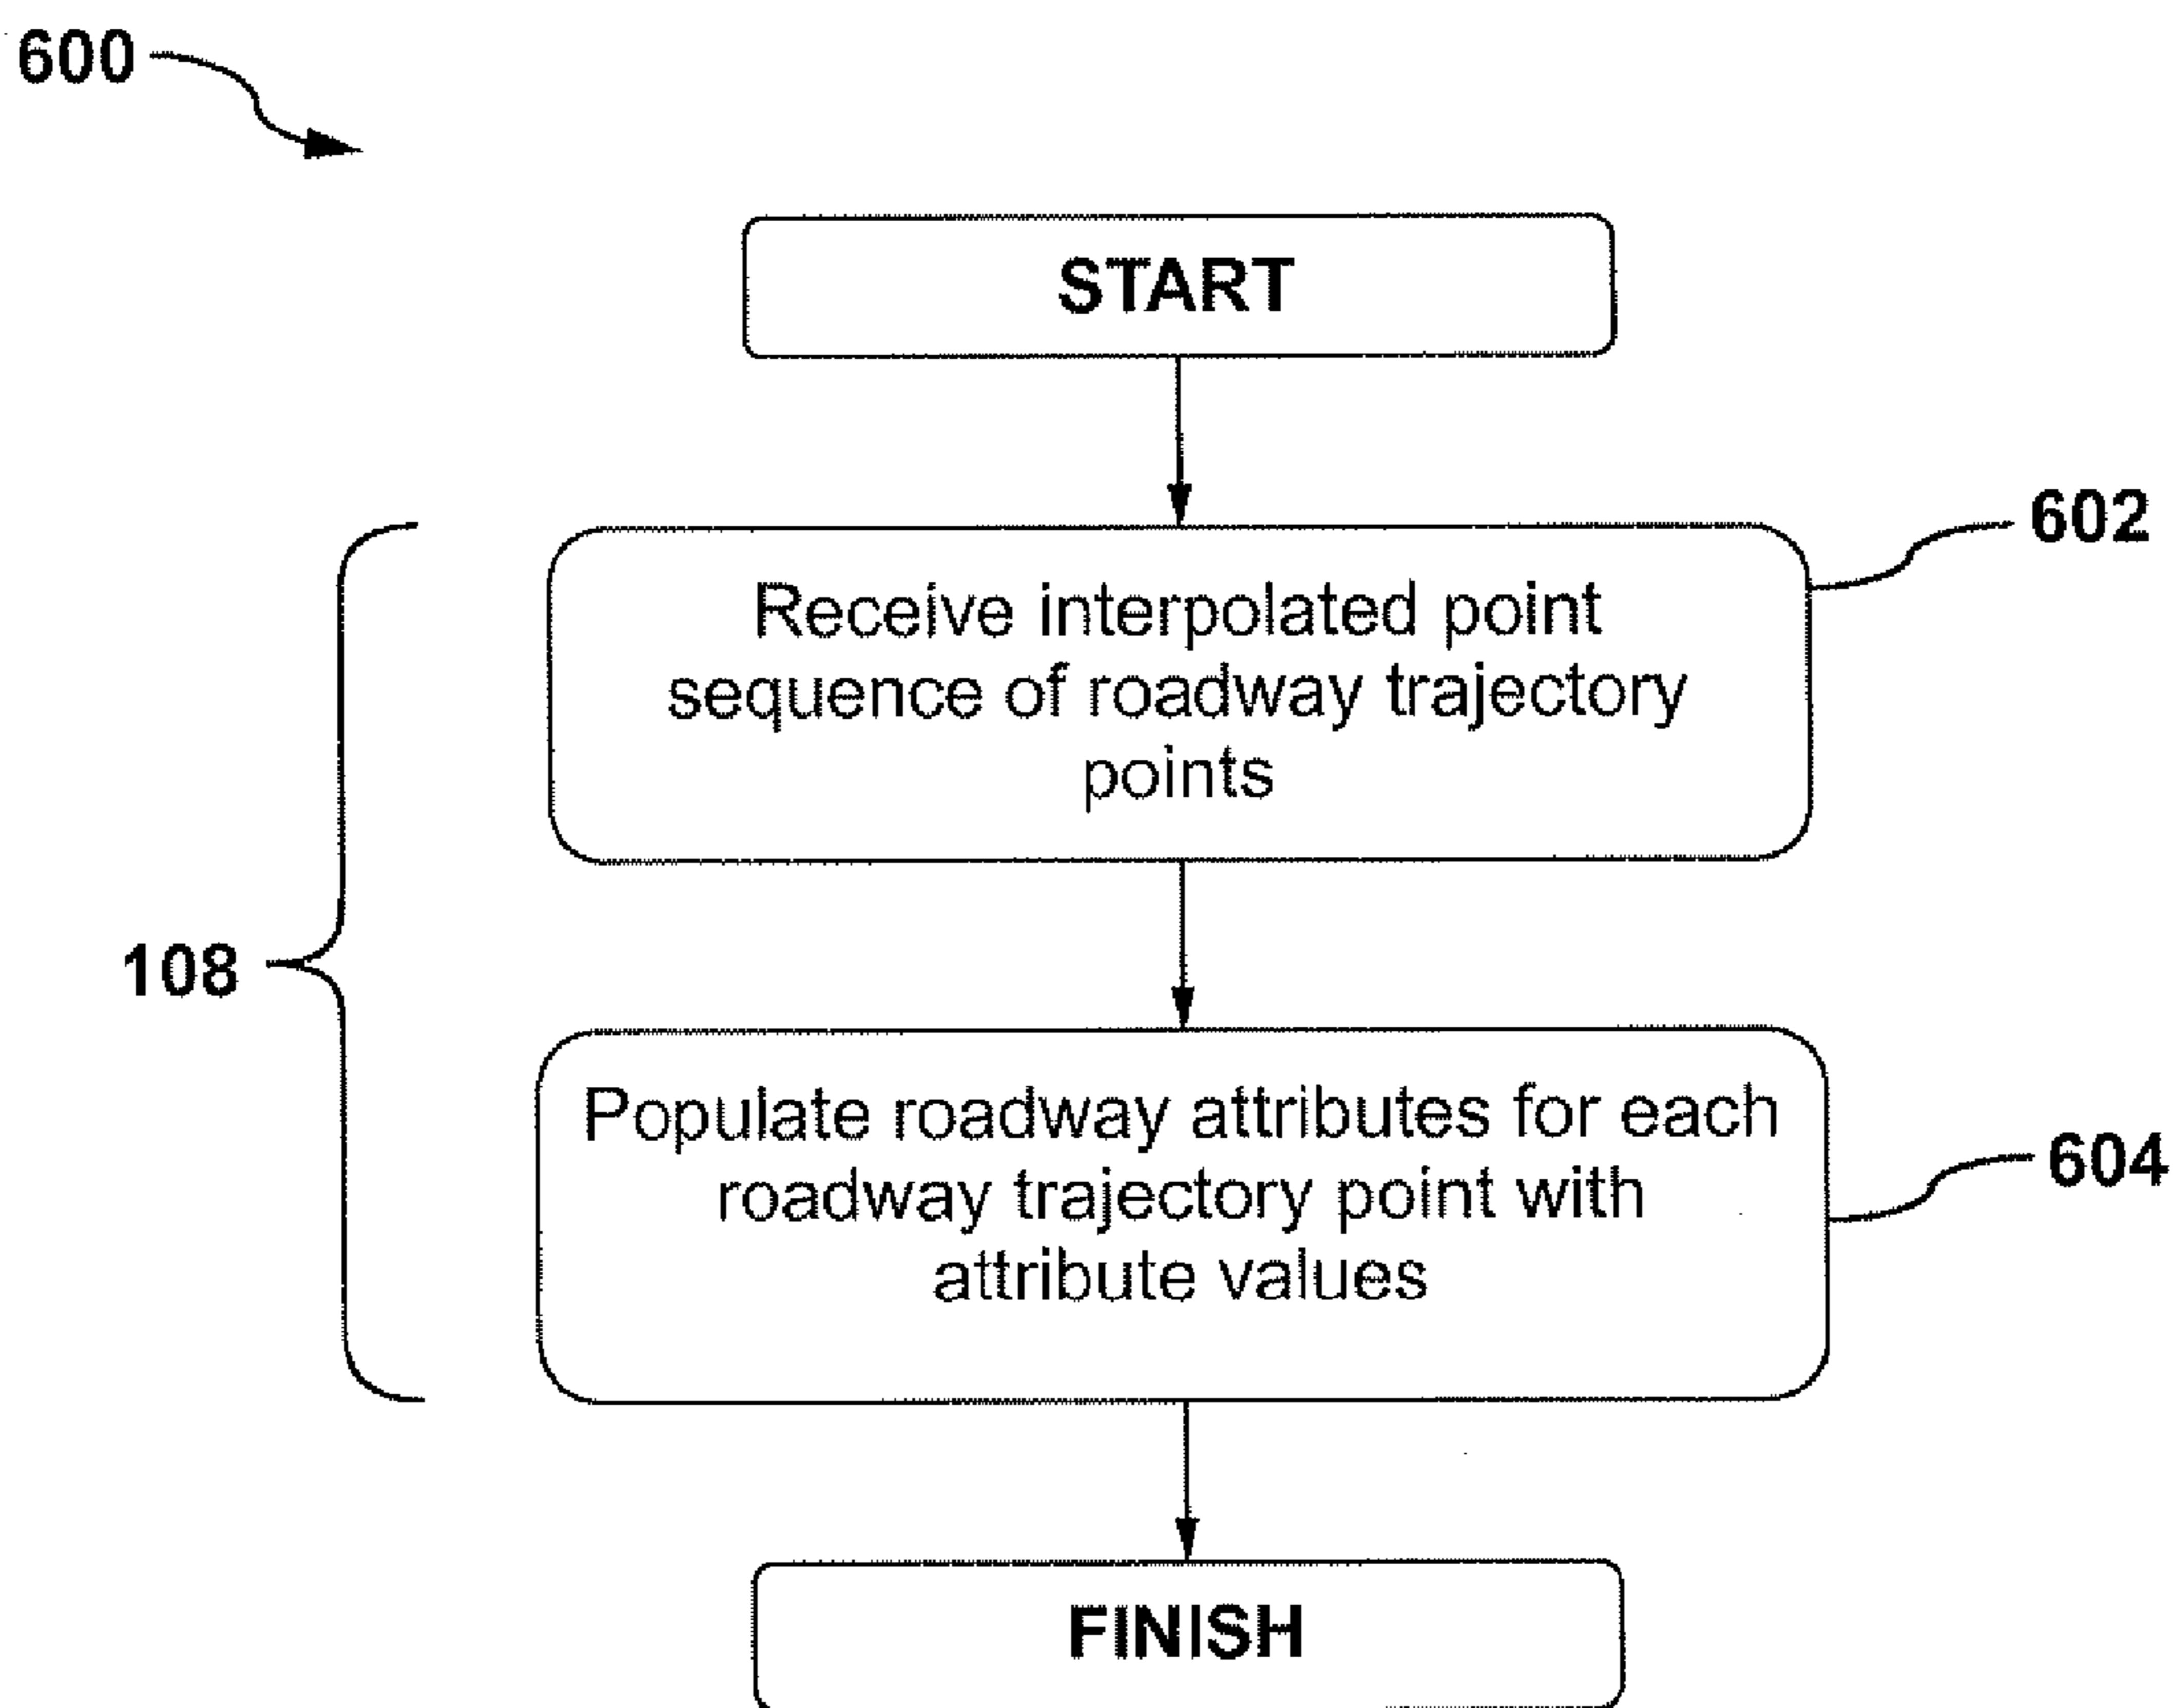 600
START
602
Receive interpolated point
sequence of roadway trajectory
points
108
Populate roadway attributes for each
roadway trajectory point with
attribute values
604
FINISH